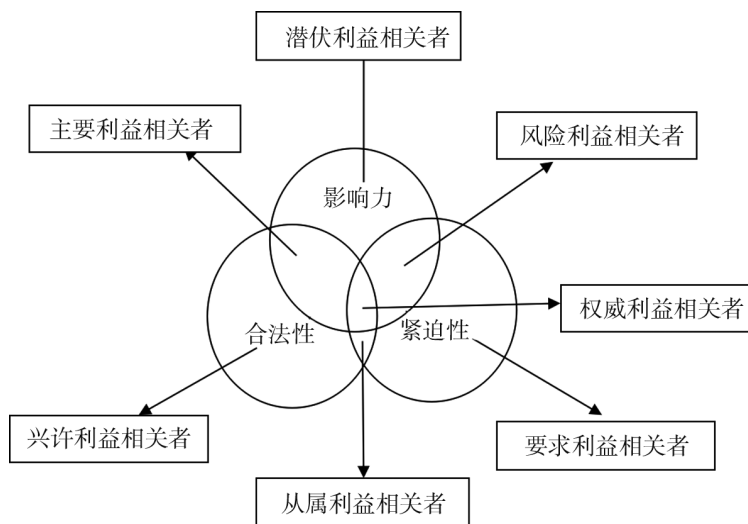 潜伏利益相关者
主要利益相关者
风险利益相关者
影响力
权威利益相关者
合法性
紧迫性
兴许利益相关者
要求利益相关者
从属利益相关者